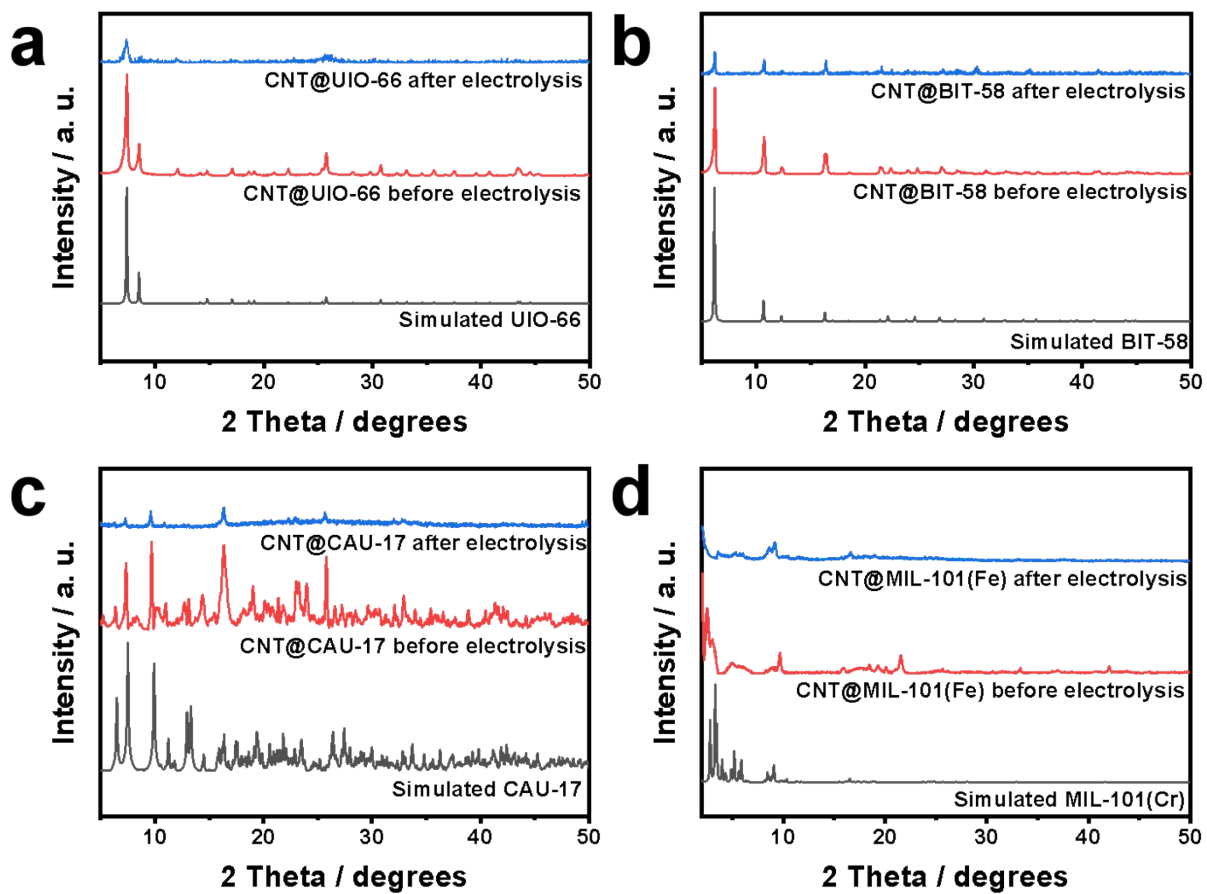 a
CNT@UIO-66 after electrolysis
CNT@UIO-66 before electrolysis
Simulated UIO-66
Intensity / a. u.
10 20 30 40 50
2 Theta / degrees
b
CNT@BIT-58 after electrolysis
CNT@BIT-58 before electrolysis
Simulated BIT-58
Intensity / a. u.
10 20 30 40 50
2 Theta / degrees
c
CNT@CAU-17 after electrolysis
CNT@CAU-17 before electrolysis
Simulated CAU-17
Intensity / a. u.
10 20 30 40 50
2 Theta / degrees
d
CNT@MIL-101(Fe) after electrolysis
CNT@MIL-101(Fe) before electrolysis
Simulated MIL-101(Cr)
Intensity / a. u.
10 20 30 40 50
2 Theta / degrees